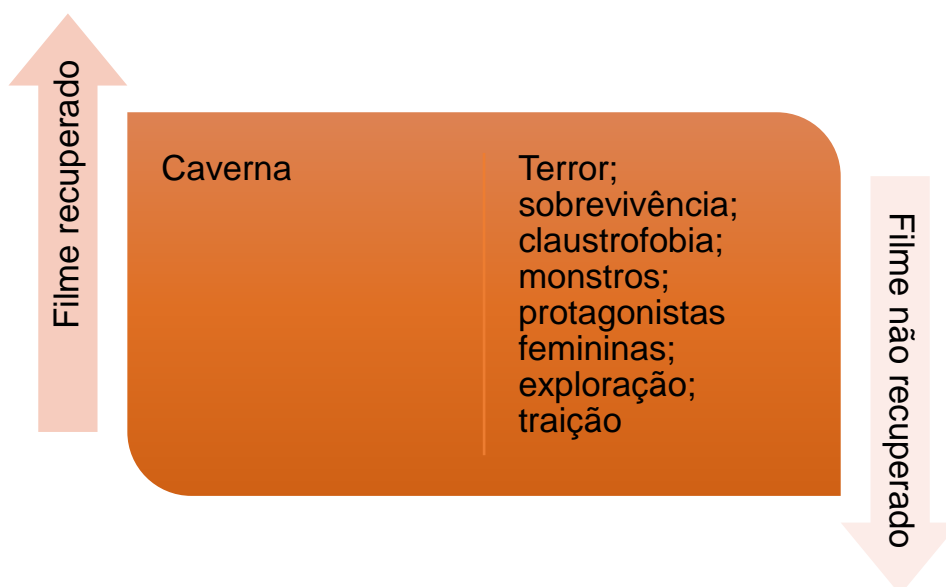 Filme recuperado
Caverna
Terror;
sobrevivência;
claustrofobia;
monstros;
protagonistas
femininas;
exploração;
traição
Filme não recuperado